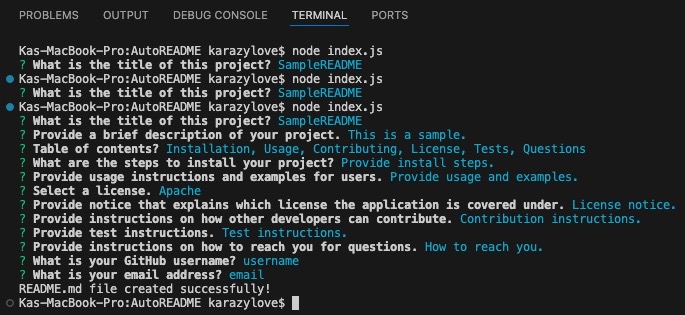 PROBLEMS OUTPUT DEBUG CONSOLE TERMINAL PORTS
Kas-MacBook-Pro:AutoREADME karazylove$ node index.js
? What is the title of this project? SampleREADME
Kas-MacBook-Pro:AutoREADME karazylove$ node index.js
? What is the title of this project? SampleREADME
Kas-MacBook-Pro:AutoREADME karazylove$ node index.js
? What is the title of this project? SampleREADME
? Provide a brief description of your project. This is a sample.
? Table of contents? Installation, Usage, Contributing, License, Tests, Questions
? What are the steps to install your project? Provide install steps.
? Provide usage instructions and examples for users. Provide usage and examples.
? Select a license. Apache
? Provide notice that explains which license the application is covered under. License notice.
? Provide instructions on how other developers can contribute. Contribution instructions.
? Provide test instructions. Test instructions.
? Provide instructions on how to reach you for questions. How to reach you.
? What is your GitHub username? username
? What is your email address? email
README.md file created successfully!
Kas-MacBook-Pro:AutoREADME karazylove$